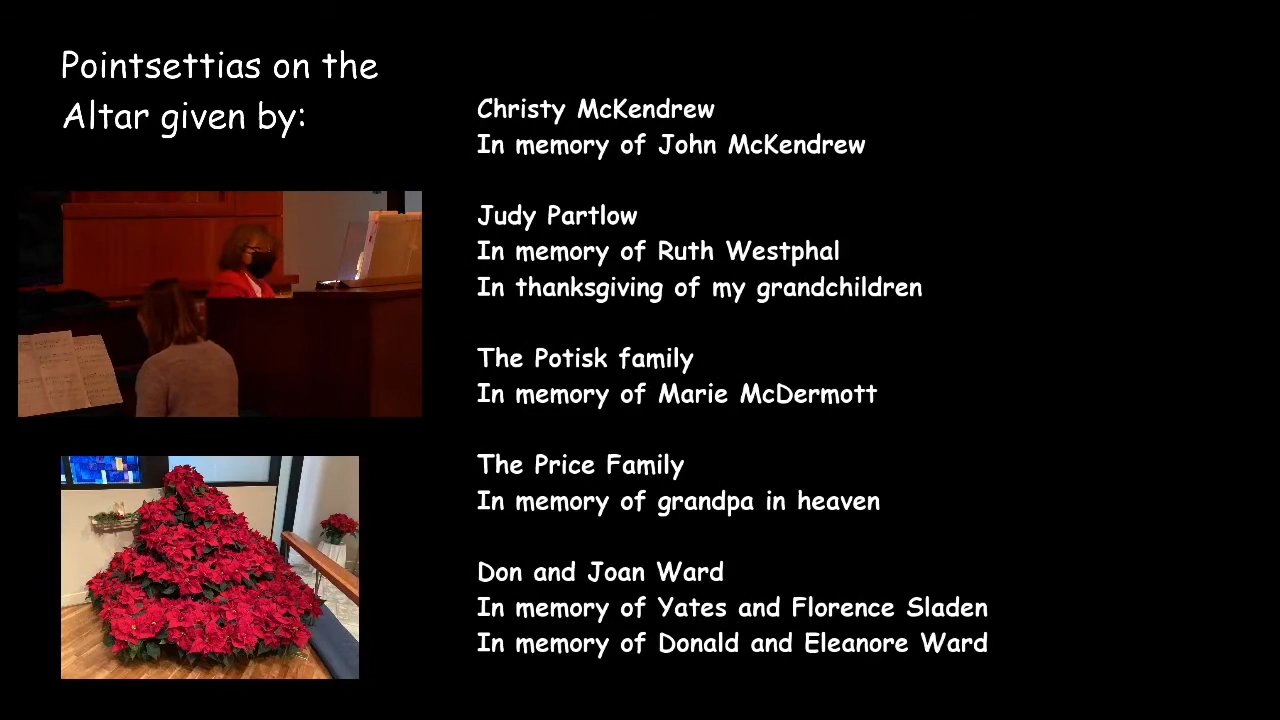 Pointsettias on the
Altar given by:
Christy McKendrew
In memory of John McKendrew
Judy Partlow
In memory of Ruth Westphal
In thanksgiving of my grandchildren
The Potisk family
In memory of Marie McDermott
The Price Family
In memory of grandpa in heaven
Don and Joan Ward
In memory of Yates and Florence Sladen
In memory of Donald and Eleanore Ward